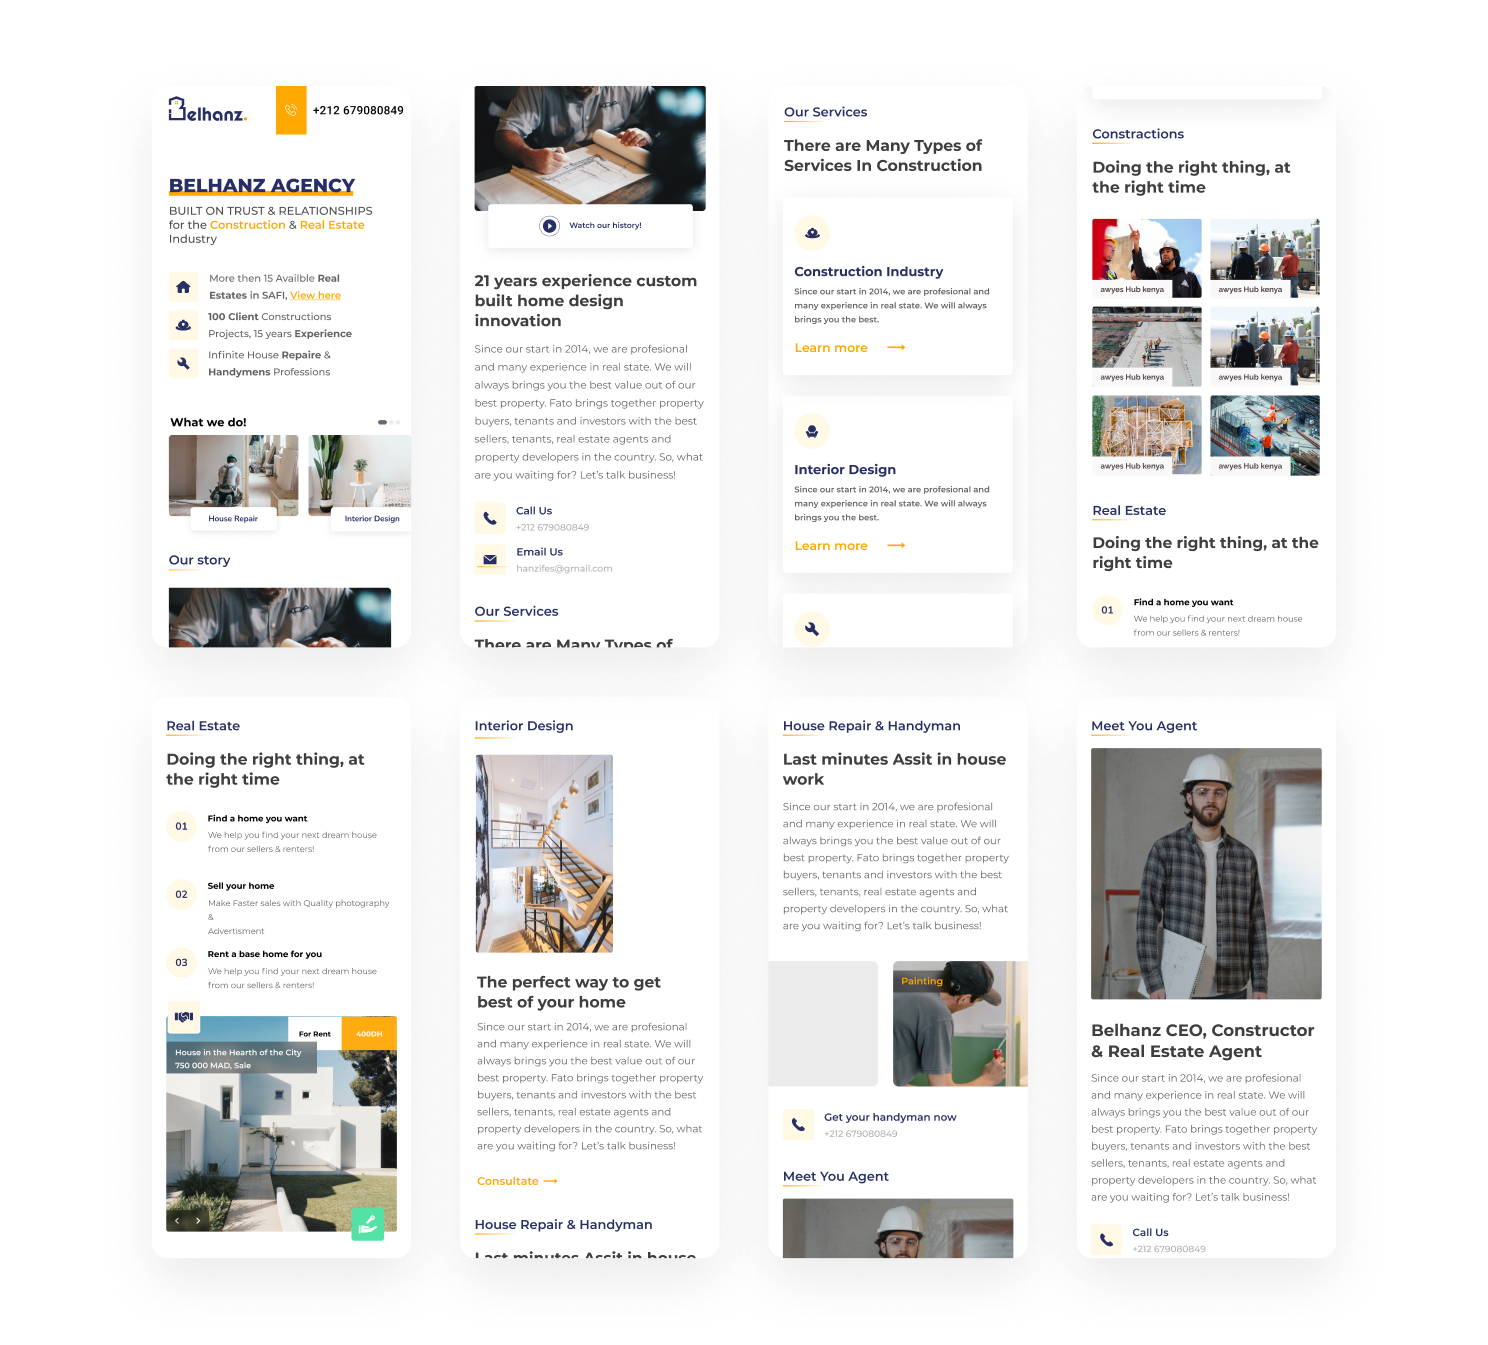 Belhanz.
+212 679080849
BELHANZ AGENCY
BUILT ON TRUST & RELATIONSHIPS
for the Construction & Real Estate
Industry
More then 15 Availble Real
Estates in SAFI, View here
100 Client Constructions
Projects, 15 years Experience
Infinite House Repaire &
Handymens Professions
What we do!
House Repair
Interior Design
Our story
Watch our history!
21 years experience custom
built home design
innovation
Since our start in 2014, we are profesional
and many experience in real state. We will
always brings you the best value out of our
best property. Fato brings together property
buyers, tenants and investors with the best
sellers, tenants, real estate agents and
property developers in the country. So, what
are you waiting for? Let's talk business!
Call Us
+212 679080849
Email Us
hanzifes@gmail.com
Our Services
There are Many Types of
Our Services
There are Many Types of
Services In Construction
Construction Industry
Since our start in 2014, we are profesional and
many experience in real state. We will always
brings you the best.
Learn more
Interior Design
Since our start in 2014, we are profesional and
many experience in real state. We will always
brings you the best.
Learn more
Constractions
Doing the right thing, at
the right time
awyes Hub kenya
awyes Hub kenya
awyes Hub kenya
awyes Hub kenya
awyes Hub kenya
awyes Hub kenya
Real Estate
Doing the right thing, at the
right time
01
Find a home you want
We help you find your next dream house
from our sellers & renters!
Real Estate
Doing the right thing, at
the right time
01
Find a home you want
We help you find your next dream house
from our sellers & renters!
02
Sell your home
Make Faster sales with Quality photography
&
Advertisment
03
Rent a base home for you
We help you find your next dream house
from our sellers & renters!
For Rent
400DH
House in the Hearth of the City
750 000 MAD, Sale
Interior Design
The perfect way to get
best of your home
Since our start in 2014, we are profesional
and many experience in real state. We will
always brings you the best value out of our
best property. Fato brings together property
buyers, tenants and investors with the best
sellers, tenants, real estate agents and
property developers in the country. So, what
are you waiting for? Let's talk business!
Consultate
House Repair & Handyman
Last minutes Assit in house
House Repair & Handyman
Last minutes Assit in house
work
Since our start in 2014, we are profesional
and many experience in real state. We will
always brings you the best value out of our
best property. Fato brings together property
buyers, tenants and investors with the best
sellers, tenants, real estate agents and
property developers in the country. So, what
are you waiting for? Let's talk business!
Painting
Get your handyman now
+212 679080849
Meet You Agent
Meet You Agent
Belhanz CEO, Constructor
& Real Estate Agent
Since our start in 2014, we are profesional
and many experience in real state. We will
always brings you the best value out of our
best property. Fato brings together property
buyers, tenants and investors with the best
sellers, tenants, real estate agents and
property developers in the country. So, what
are you waiting for? Let's talk business!
Call Us
+212 679080849